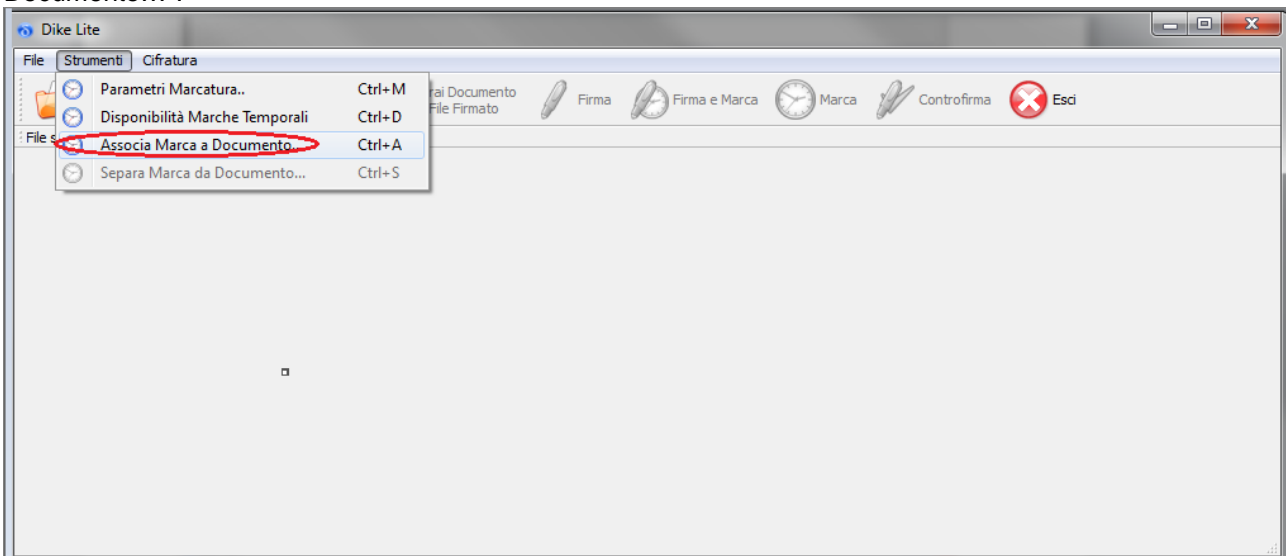 Dike Lite
File Strumenti Cifratura
Parametri Marcatura.. Ctrl+M
Disponibilità Marche Temporali Ctrl+D
Associa Marca a Documento.. Ctrl+A
Separa Marca da Documento... Ctrl+S
Documento
File Firmato
Firma
Firma e Marca
Marca
Controfirma
Esci
File